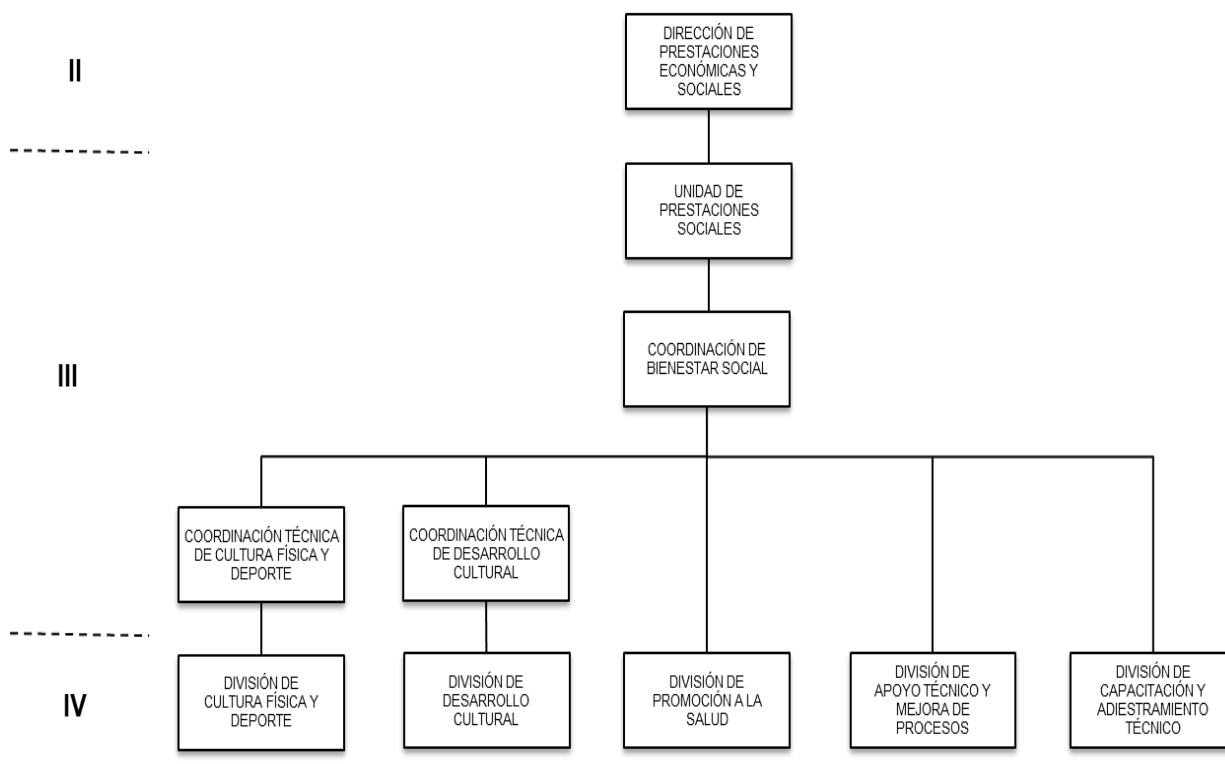 II
DIRECCIÓN DE
PRESTACIONES
ECONÓMICAS Y
SOCIALES
UNIDAD DE
PRESTACIONES
SOCIALES
III
COORDINACIÓN DE
BIENESTAR SOCIAL
COORDINACIÓN TÉCNICA
DE CULTURA FÍSICA Y
DEPORTE
COORDINACIÓN TÉCNICA
DE DESARROLLO
CULTURAL
IV
DIVISIÓN DE
CULTURA FÍSICA Y
DEPORTE
DIVISIÓN DE
DESARROLLO
CULTURAL
DIVISIÓN DE
PROMOCIÓN A LA
SALUD
DIVISIÓN DE
APOYO TÉCNICO Y
MEJORA DE
PROCESOS
DIVISIÓN DE
CAPACITACIÓN Y
ADIESTRAMIENTO
TÉCNICO